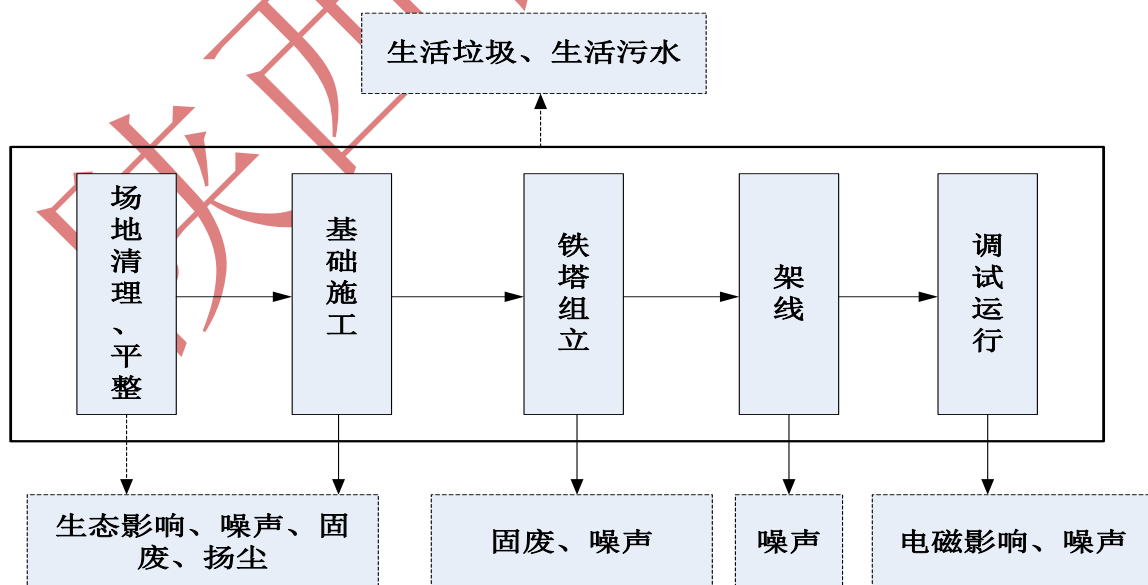 生活垃圾、生活污水
场地清理、平整
基础施工
铁塔组立
架线
调试运行
生态影响、噪声、固
废、扬尘
固废、噪声
噪声
电磁影响、噪声
陕西